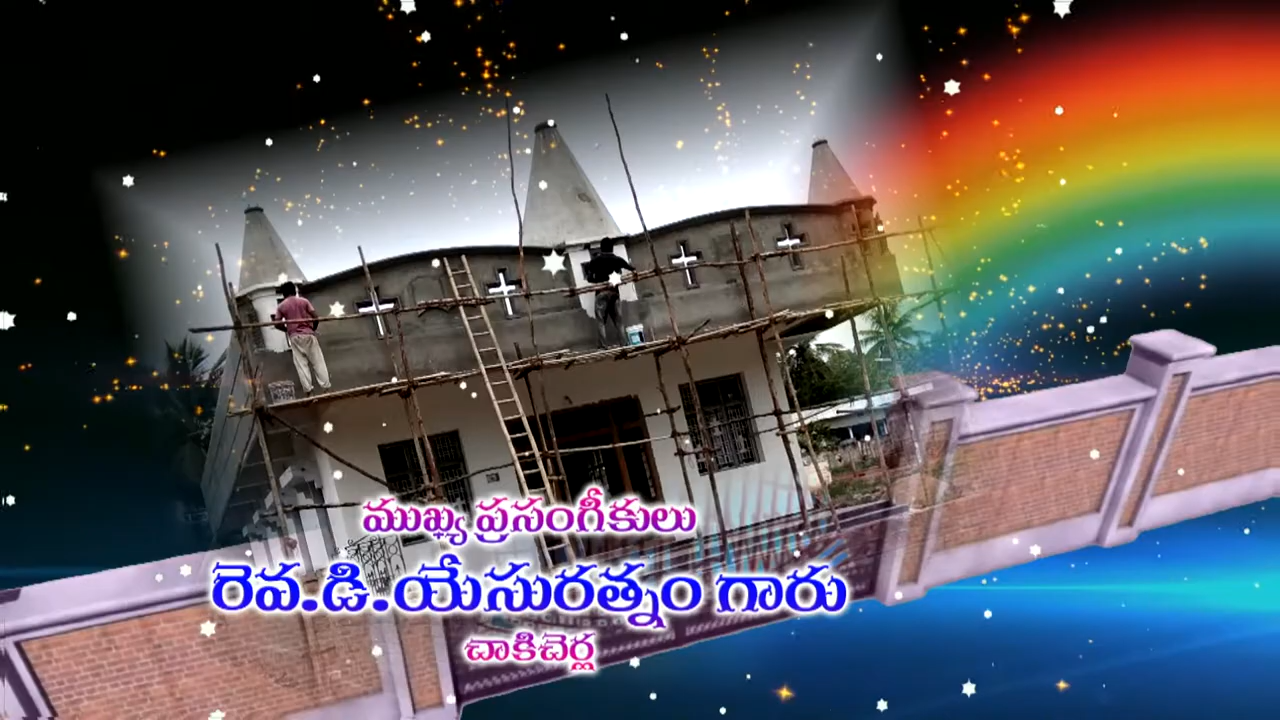 ముఖ్య ప్రసంగీకులు
రెవ.డి.యేసురత్నం గారు
చాకిచెర్ల